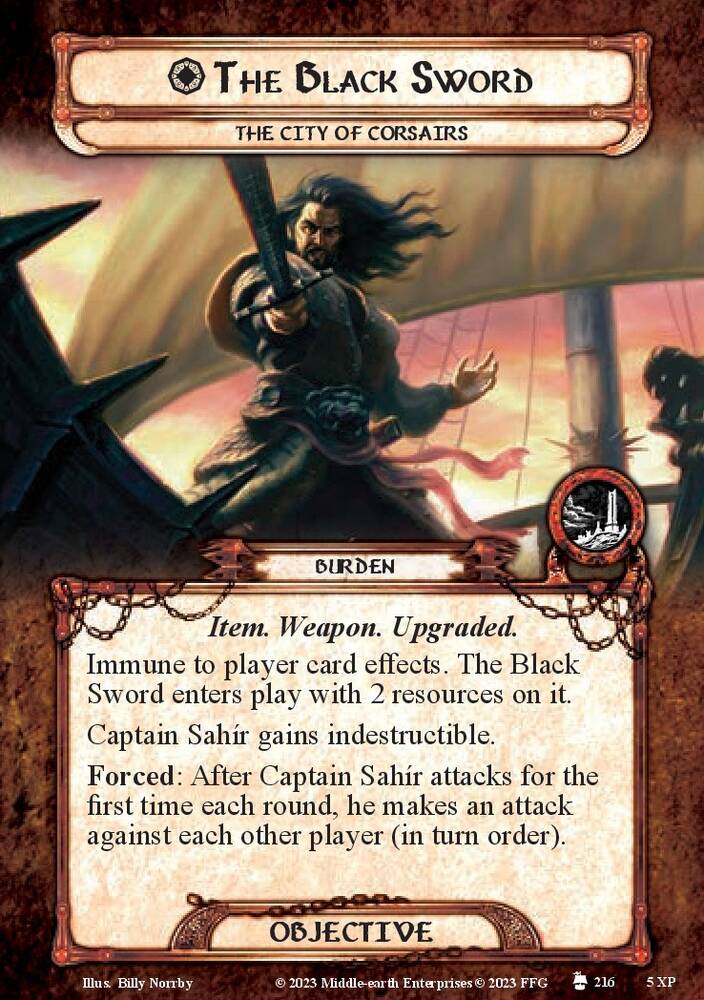 The Black Sword
The City of Corsairs
Burden
Item. Weapon. Upgraded.
Immune to player card effects. The Black
Sword enters play with 2 resources on it.
Captain Sahír gains indestructible.
Forced: After Captain Sahír attacks for the
first time each round, he makes an attack
against each other player (in turn order).
Objective
Illus. Billy Norrby © 2023 Middle-earth Enterprises © 2023 FFG 216 5 XP